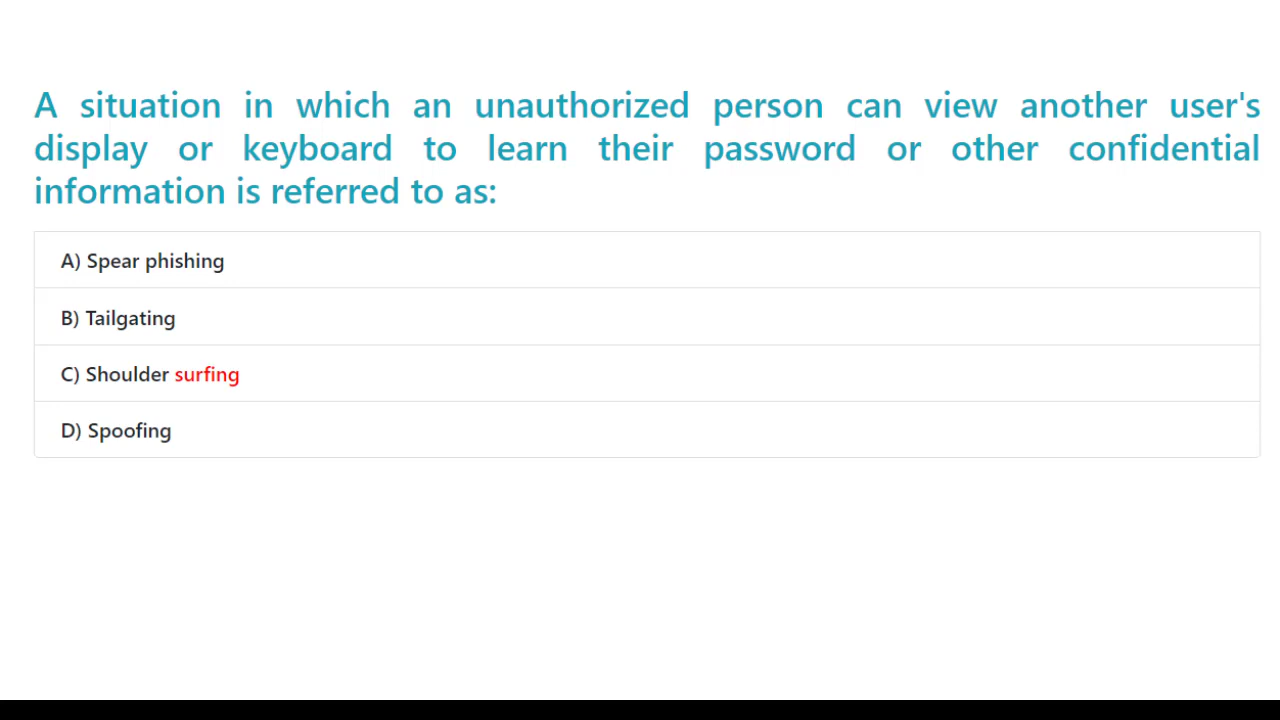 A situation in which an unauthorized person can view another user's
display or keyboard to learn their password or other confidential
information is referred to as:
A) Spear phishing
B) Tailgating
C) Shoulder surfing
D) Spoofing